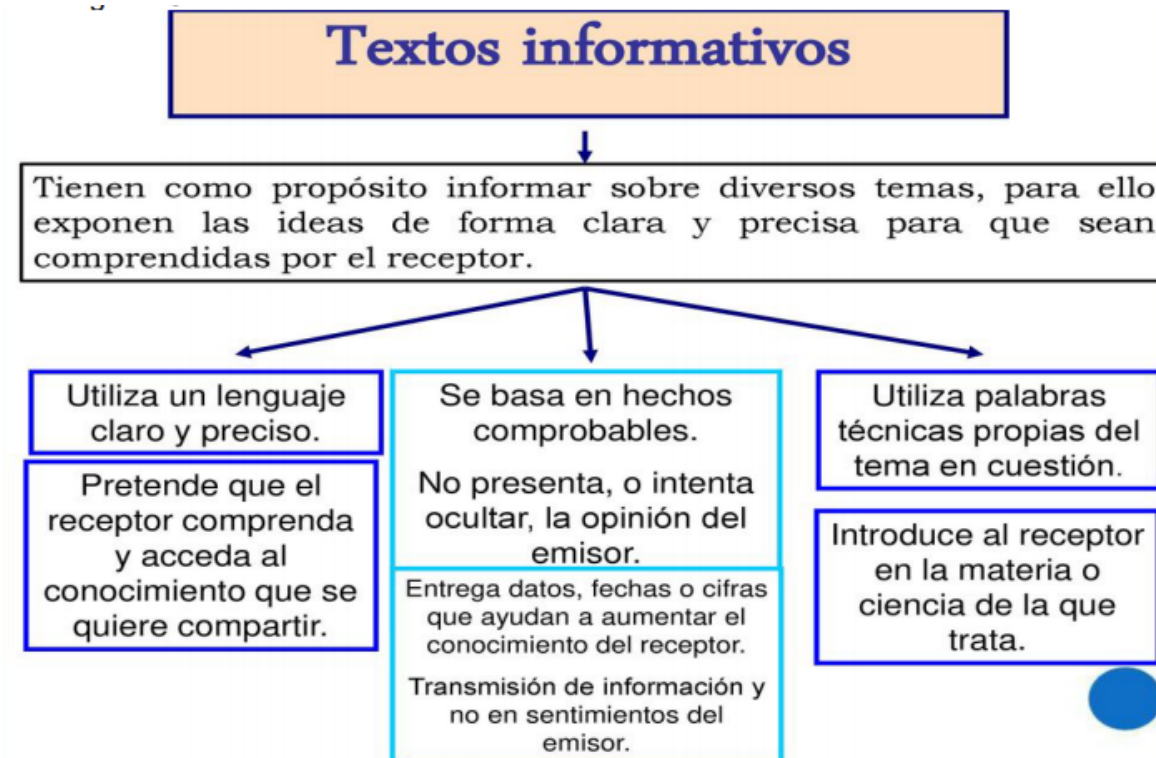 Textos informativos
Tienen como propósito informar sobre diversos temas, para ello
exponen las ideas de forma clara y precisa para que sean
comprendidas por el receptor.
Utiliza un lenguaje
claro y preciso.
Pretende que el
receptor comprenda
y acceda al
conocimiento que se
quiere compartir.
Se basa en hechos
comprobables.
No presenta, o intenta
ocultar, la opinión del
emisor.
Entrega datos, fechas o cifras
que ayudan a aumentar el
conocimiento del receptor.
Transmisión de información y
no en sentimientos del
emisor.
Utiliza palabras
técnicas propias del
tema en cuestión.
Introduce al receptor
en la materia o
ciencia de la que
trata.